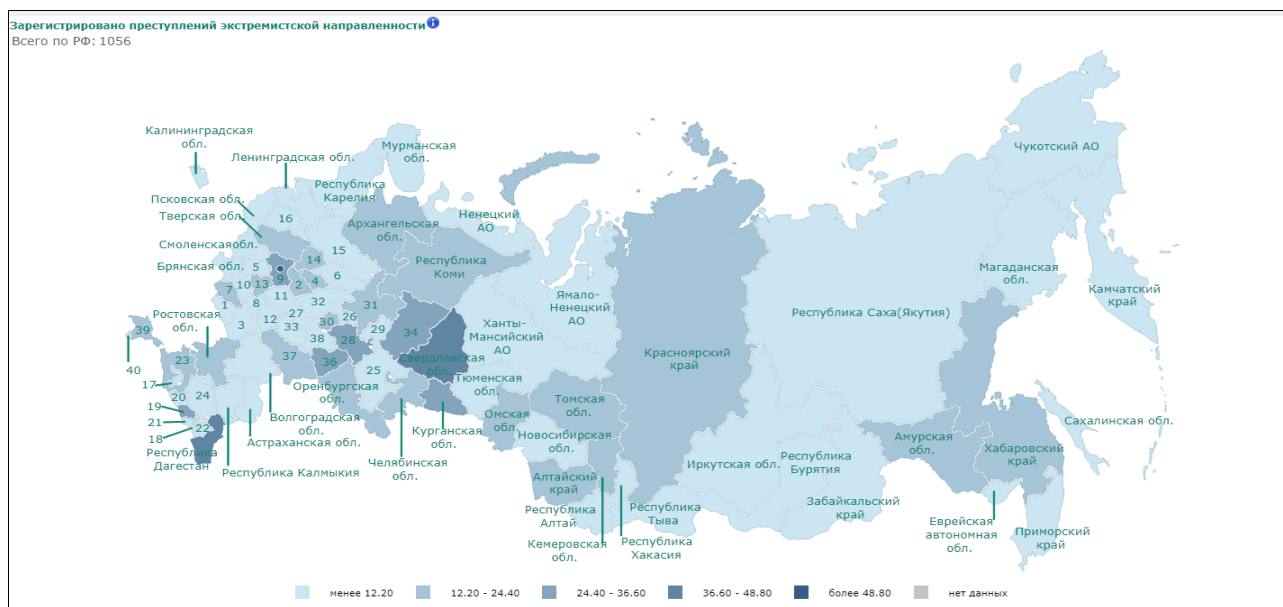 Зарегистрировано преступлений экстремистской направленности
Всего по РФ: 1056
Калининградская
обл.
Ленинградская обл.
Мурманская
обл.
Чукотский АО
Псковская обл.
Республика
Карелия
Тверская обл.
16
Архангельская
обл.
Ненецкий
АО
Смоленскаяобл.
15
Брянская обл.
5
14
Республика
Коми
Магаданская
обл.
Камчатский
край
7
10
13
9
2
4
6
1
8
11
32
31
Ямало-
Ненецкий
АО
Республика Саха(Якутия)
Ростовская
обл.
3
12
27
33
30
26
29
34
39
38
28
Ханты-
Мансийский
АО
Красноярский
край
40
23
37
36
25
Свердловская
обл.
17
20
24
Оренбургская
обл.
Тюменская
обл.
19
21
22
18
Волгоградская
обл.
Астраханская обл.
Курганская
обл.
Омская
обл.
Томская
обл.
Новосибирская
обл.
Сахалинская обл.
Амурская
обл.
Хабаровский
край
Республика
Дагестан
Республика Калмыкия
Челябинская
обл.
Алтайский
край
Иркутская обл.
Республика
Бурятия
Забайкальский
край
Республика
Алтай
Республика
Тыва
Кемеровская
обл.
Республика
Хакасия
Еврейская
автономная
обл.
Приморский
край
менее 12.20
12.20 - 24.40
24.40 - 36.60
36.60 - 48.80
более 48.80
нет данных